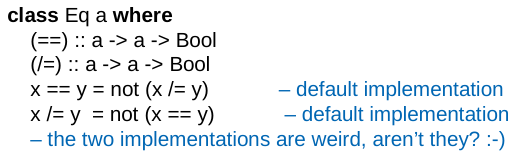 class Eq a where
(==) :: a -> a -> Bool
(/=) :: a -> a -> Bool
x == y = not (x /= y) – default implementation
x /= y = not (x == y) – default implementation
– the two implementations are weird, aren’t they? :-)